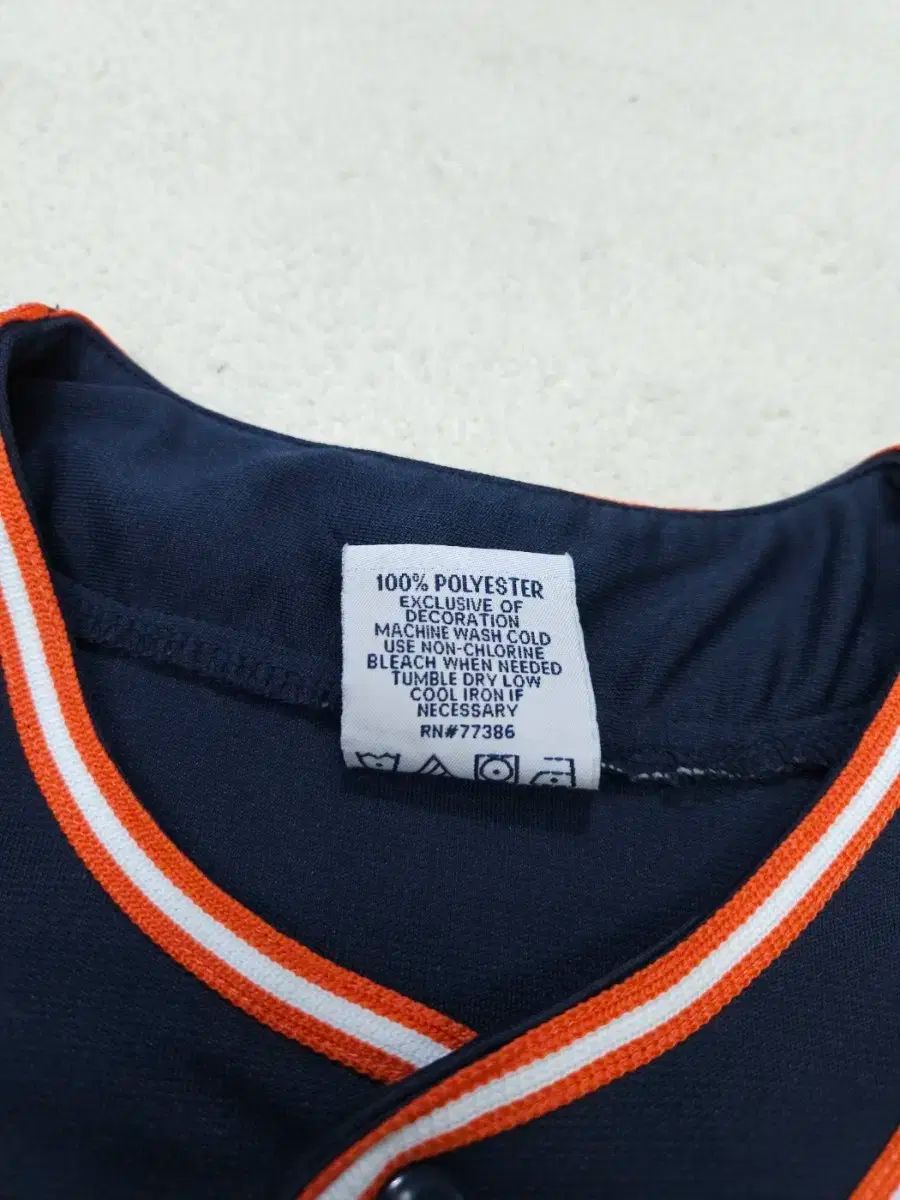 100% POLYESTER
EXCLUSIVE OF
DECORATION
MACHINE WASH COLD
USE NON-CHLORINE
BLEACH WHEN NEEDED
TUMBLE DRY LOW
COOL IRON IF
NECESSARY
RN#77386